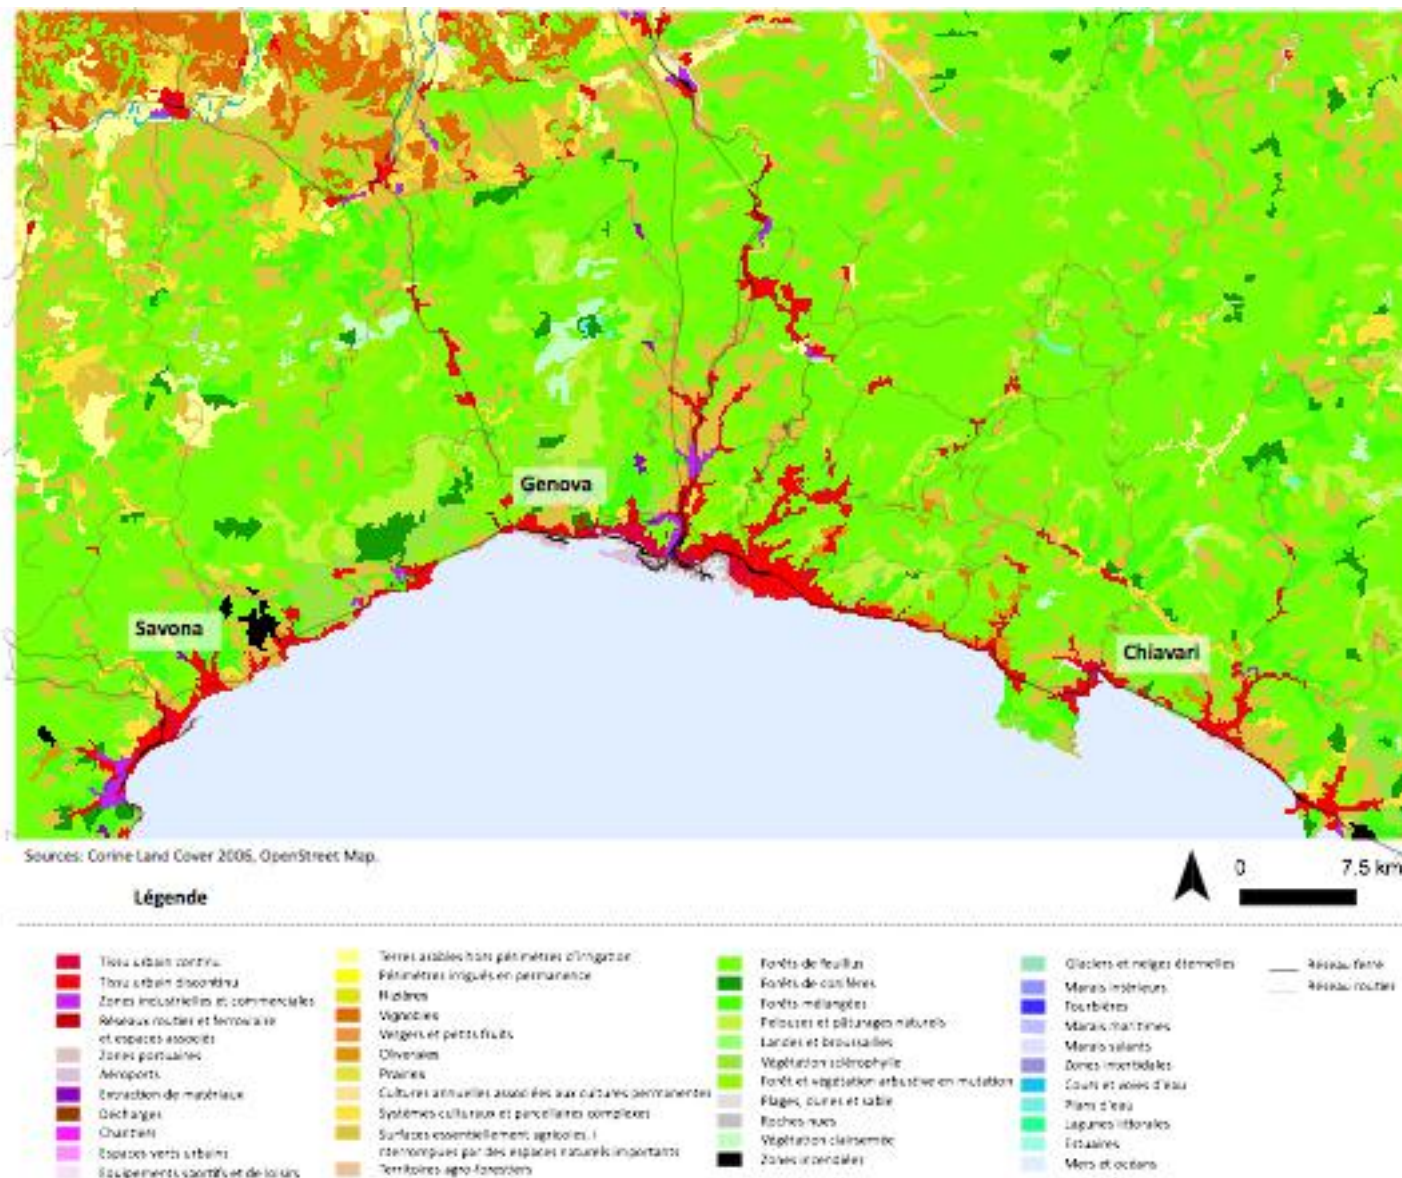 Genova
Savona
Chiavari
Sources: Corine Land Cover 2006, OpenStreet Map.
0 7.5 km
Légende
Tissu urbain continu
Tissu urbain discontinu
Zones industrielles et commerciales
Réseaux routier et ferroviaire
et espaces associés
Zones portuaires
Aéroports
Extraction de matériaux
Décharges
Chantiers
Espaces verts urbains
Equipements sportifs et de loisirs
Terres arables hors périmètres d'irrigation
Périmètres irrigués en permanence
Rizières
Vignobles
Vergers et petits fruits
Oliveraies
Prairies
Cultures annuelles associées aux cultures permanentes
Systèmes culturaux et parcellaires complexes
Surfaces essentiellement agricoles, i
nterrompues par des espaces naturels importants
Territoires agro-forestiers
Forêts de feuillus
Forêts de conifères
Forêts mélangées
Pelouses et pâturages naturels
Landes et broussailles
Végétation sclérophylle
Forêt et végétation arbustive en mutation
Plages, dunes et sable
Roches nues
Végétation clairsemée
Zones incendiées
Glaciers et neiges éternelles
Marais intérieurs
Tourbières
Marais maritimes
Marais salants
Zones intertidales
Cours et voies d'eau
Plans d'eau
Lagunes littorales
Estuaires
Mers et océans
Réseau ferré
Réseau routier